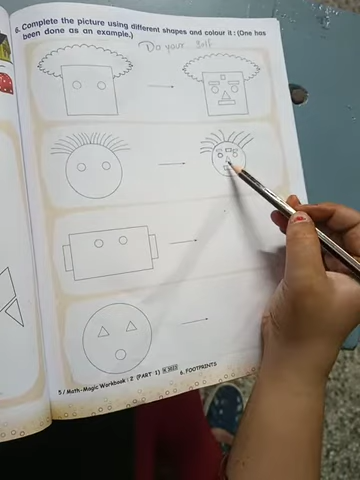 6. Complete the picture using different shapes and colour it : (One has
been done as an example.)
Do your self
5 / Math-Magic Workbook : 2 (PART 1)
6. FOOTPRINTS